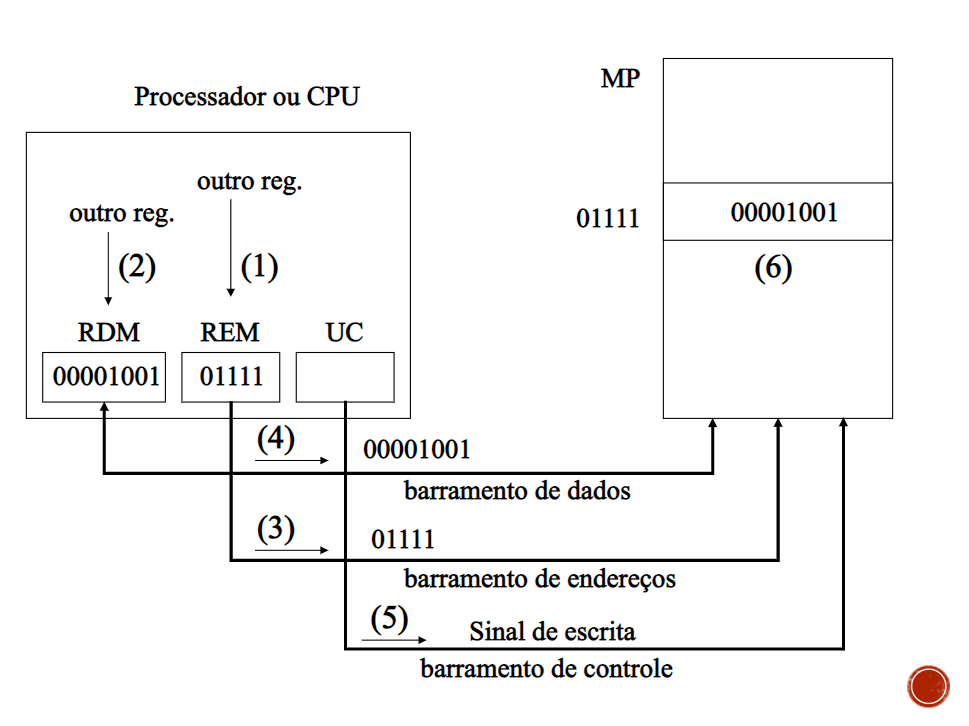 MP
Processador ou CPU
outro reg.
outro reg.
01111
00001001
(2)
(1)
(6)
RDM
REM
UC
00001001
01111
(4)
00001001
barramento de dados
(3)
01111
barramento de endereços
(5)
Sinal de escrita
barramento de controle